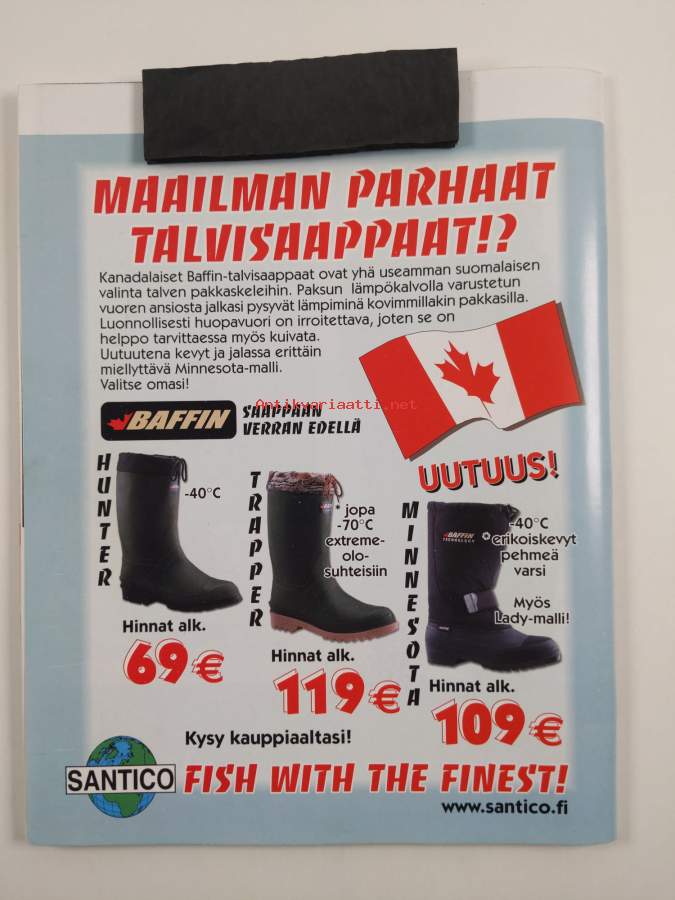 MAAILMAN PARHAAT
TALVISAAPPAAT!?
Kanadalaiset Baffin-talvisaappaat ovat yhä useamman suomalaisen
valinta talven pakkaskeleihin. Paksun lämpökalvolla varustetun
vuoren ansiosta jalkasi pysyvät lämpiminä kovimmillakin pakkasilla.
Luonnollisesti huopavuori on irroitettava, joten se on
helppo tarvittaessa myös kuivata.
Uutuutena kevyt ja jalassa erittäin
miellyttävä Minnesota-malli.
Valitse omasi!
Antikvariaatti.net
BAFFIN
SAAPPAAN
VERRAN EDELLÄ
UUTUUS!
HUNTER
-40°C
Hinnat alk.
69€
TRAPPER
* jopa
-70°C
extreme-
olo-
suhteisiin
Hinnat alk.
119€
MINNESOTA
BAFFIN
TECHNOLOGY
-40°C
*erikoiskevyt
pehmeä
varsi
Myös
Lady-malli!
Hinnat alk.
109€
Kysy kauppiaaltasi!
SANTICO
FISH WITH THE FINEST!
www.santico.fi